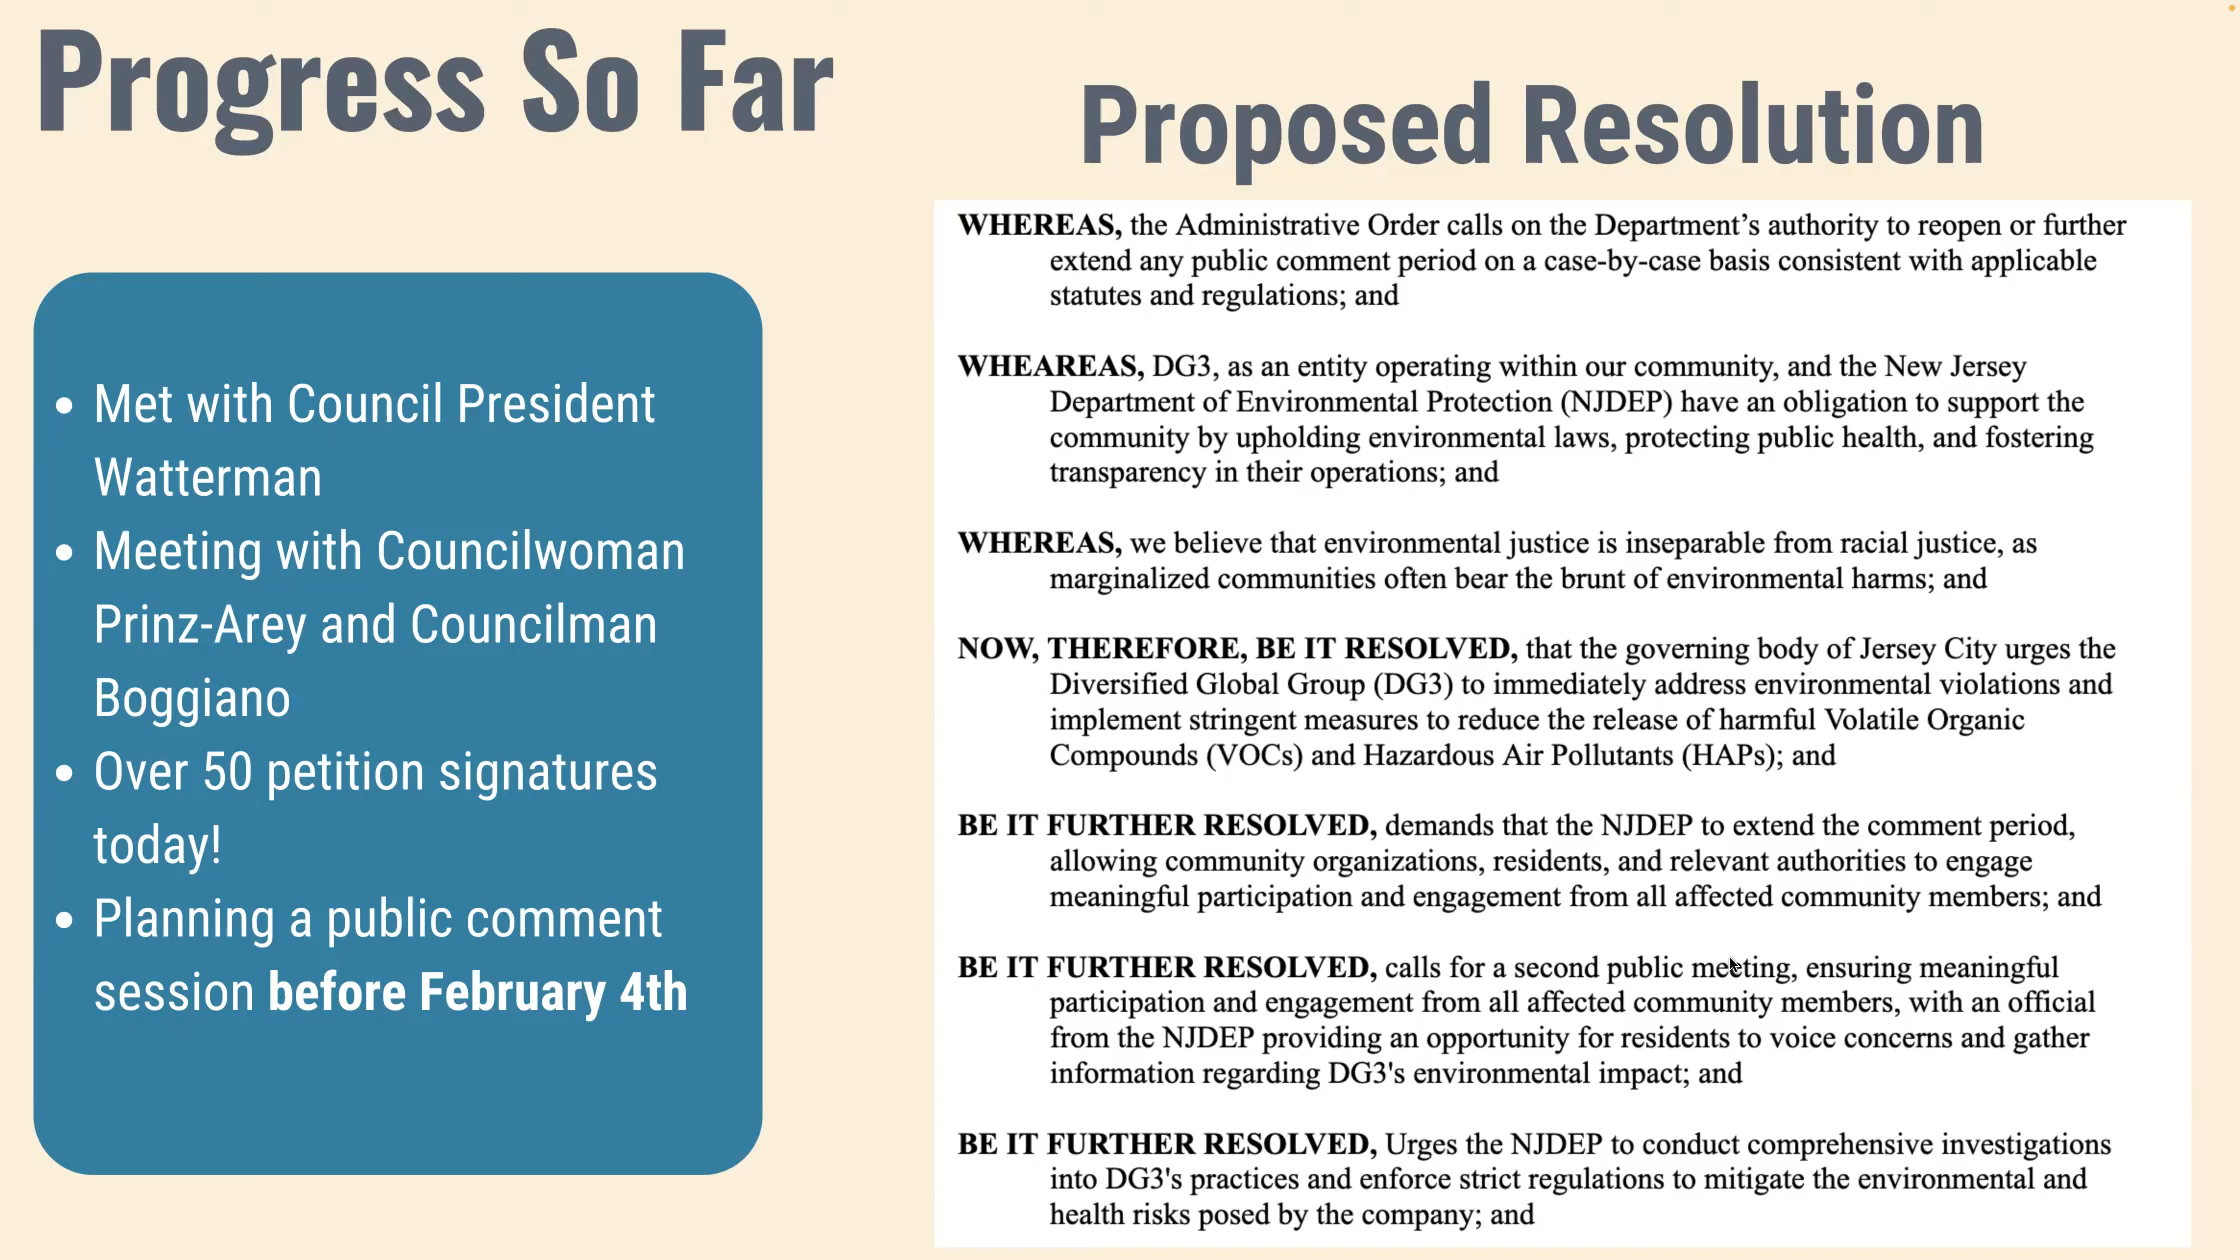 Progress So Far
Met with Council President
Watterman
Meeting with Councilwoman
Prinz-Arey and Councilman
Boggiano
Over 50 petition signatures
today!
Planning a public comment
session before February 4th
Proposed Resolution
WHEREAS, the Administrative Order calls on the Department’s authority to reopen or further
extend any public comment period on a case-by-case basis consistent with applicable
statutes and regulations; and
WHEAREAS, DG3, as an entity operating within our community, and the New Jersey
Department of Environmental Protection (NJDEP) have an obligation to support the
community by upholding environmental laws, protecting public health, and fostering
transparency in their operations; and
WHEREAS, we believe that environmental justice is inseparable from racial justice, as
marginalized communities often bear the brunt of environmental harms; and
NOW, THEREFORE, BE IT RESOLVED, that the governing body of Jersey City urges the
Diversified Global Group (DG3) to immediately address environmental violations and
implement stringent measures to reduce the release of harmful Volatile Organic
Compounds (VOCs) and Hazardous Air Pollutants (HAPs); and
BE IT FURTHER RESOLVED, demands that the NJDEP to extend the comment period,
allowing community organizations, residents, and relevant authorities to engage
meaningful participation and engagement from all affected community members; and
BE IT FURTHER RESOLVED, calls for a second public meeting, ensuring meaningful
participation and engagement from all affected community members, with an official
from the NJDEP providing an opportunity for residents to voice concerns and gather
information regarding DG3's environmental impact; and
BE IT FURTHER RESOLVED, Urges the NJDEP to conduct comprehensive investigations
into DG3's practices and enforce strict regulations to mitigate the environmental and
health risks posed by the company; and